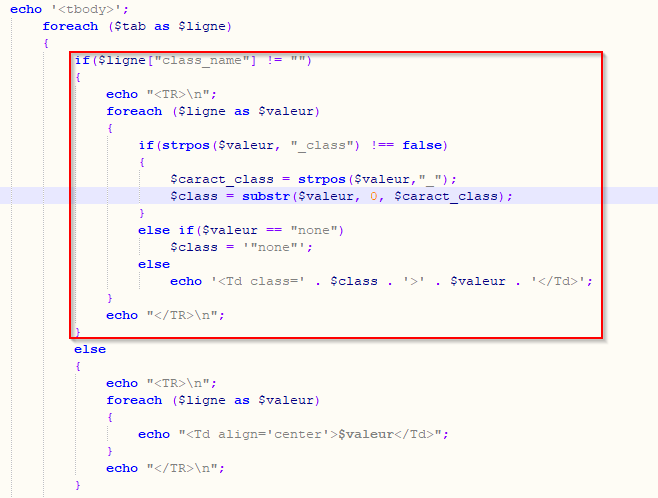 echo '<tbody>';
foreach ($tab as $ligne)
{
if($ligne["class_name"] != "")
{
echo "<TR>\n";
foreach ($ligne as $valeur)
{
if(strpos($valeur, "_class") !== false)
{
$caract_class = strpos($valeur,"_");
$class = substr($valeur, 0, $caract_class);
}
else if($valeur == "none")
$class = '"none"';
else
echo '<Td class=' . $class . '>' . $valeur . '</Td>';
}
echo "</TR>\n";
}
else
{
echo "<TR>\n";
foreach ($ligne as $valeur)
{
echo "<Td align='center'>$valeur</Td>";
}
echo "</TR>\n";
}